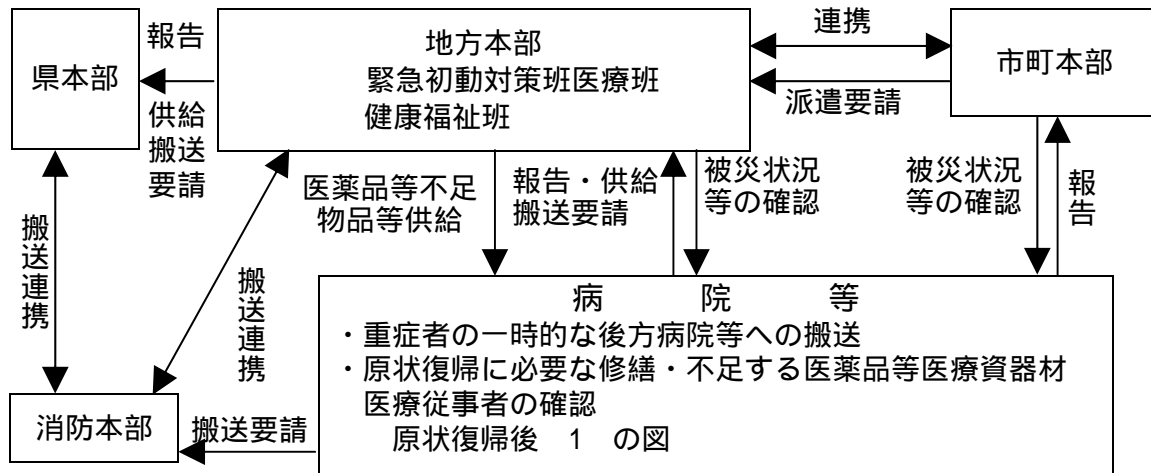 県本部
報告
供給
搬送
要請
地方本部
緊急初動対策班医療班
健康福祉班
連携
派遣要請
市町本部
搬送連携
搬送連携
医薬品等不足
物品等供給
報告・供給
搬送要請
被災状況
等の確認
被災状況
等の確認
報告
病　院　等
・重症者の一時的な後方病院等への搬送
・原状復帰に必要な修繕・不足する医薬品等医療資器材
医療従事者の確認
原状復帰後　1　の図
消防本部
搬送要請